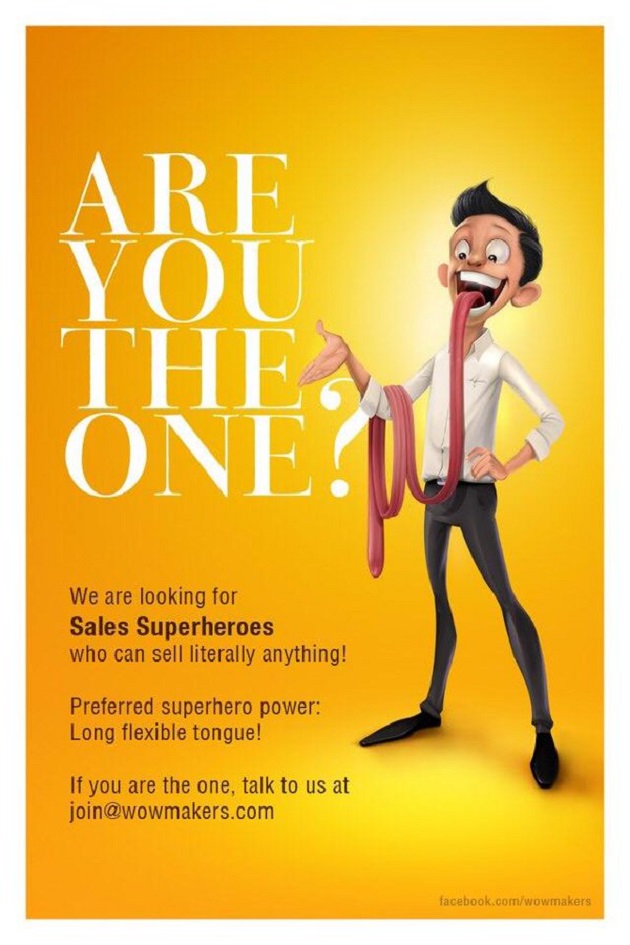 ARE
YOU
THE
ONE?
We are looking for
Sales Superheroes
who can sell literally anything!
Preferred superhero power:
Long flexible tongue!
If you are the one, talk to us at
join@wowmakers.com
facebook.com/wowmakers